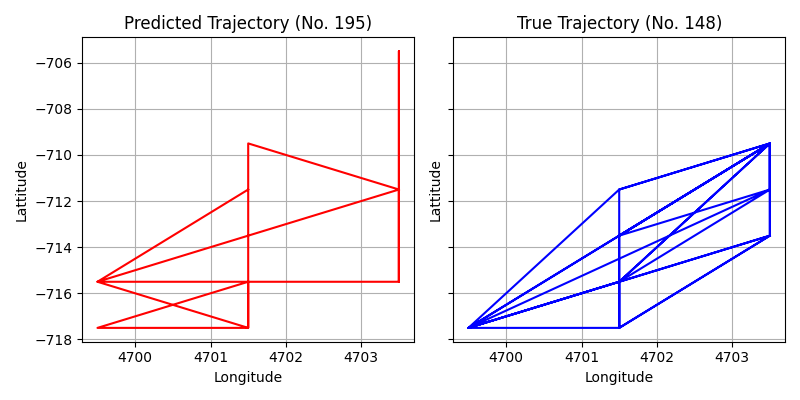 Predicted Trajectory (No. 195)
True Trajectory (No. 148)
Lattitude
−706
−708
−710
−712
−714
−716
−718
4700
4701
4702
4703
Longitude
Lattitude
4700
4701
4702
4703
Longitude